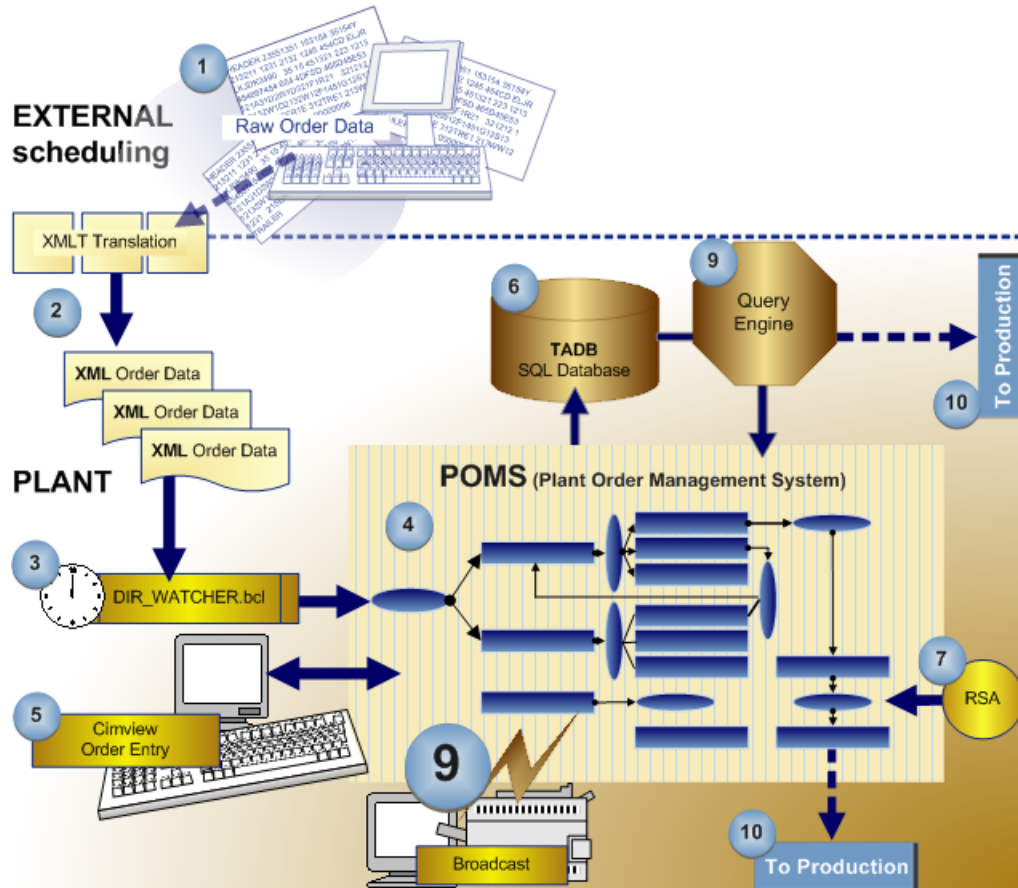 1
Raw Order Data
EXTERNAL
scheduling
XMLT Translation
2
XML Order Data
XML Order Data
XML Order Data
6
TADB
SQL Database
9
Query
Engine
To Production
10
PLANT
POMS (Plant Order Management System)
4
3
DIR_WATCHER.bcl
5
Cimview
Order Entry
7
RSA
9
Broadcast
10
To Production